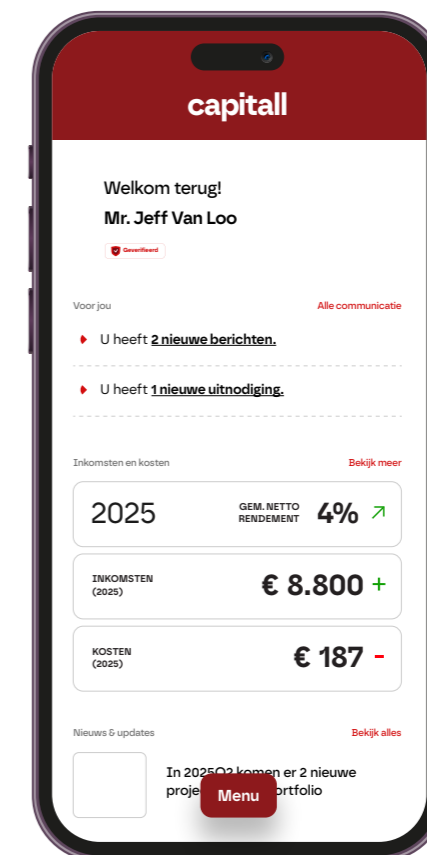 capitall
Welkom terug!
Mr. Jeff Van Loo
Geverifieerd
Voor jou
Alle communicatie
U heeft 2 nieuwe berichten.
U heeft 1 nieuwe uitnodiging.
Inkomsten en kosten
Bekijk meer
2025
GEM. NETTO
RENDEMENT
4%
INKOMSTEN
(2025)
€ 8.800 +
KOSTEN
(2025)
€ 187 -
Nieuws & updates
Bekijk alles
In 2025Q2 komen er 2 nieuwe
Menu